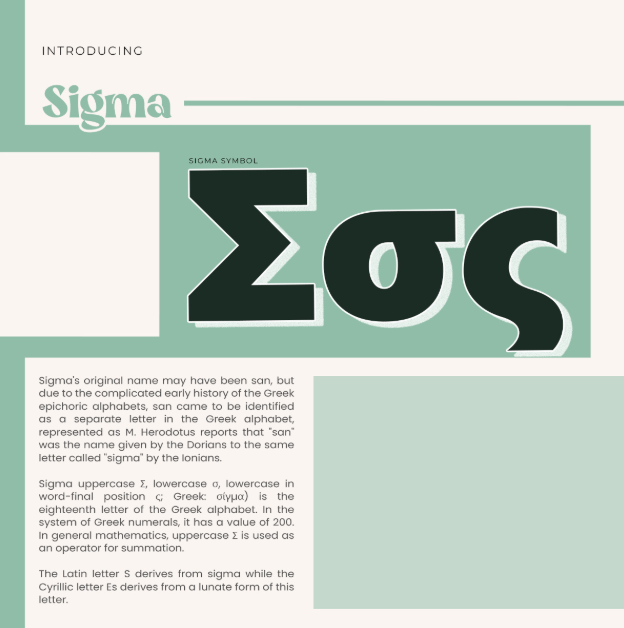 INTRODUCING
Sigma
SIGMA SYMBOL
Σσς
Sigma's original name may have been san, but
due to the complicated early history of the Greek
epichoric alphabets, san came to be identified
as a separate letter in the Greek alphabet,
represented as M. Herodotus reports that "san"
was the name given by the Dorians to the same
letter called "sigma" by the Ionians.
Sigma uppercase Σ, lowercase σ, lowercase in
word-final position ς; Greek: σίγμα) is the
eighteenth letter of the Greek alphabet. In the
system of Greek numerals, it has a value of 200.
In general mathematics, uppercase Σ is used as
an operator for summation.
The Latin letter S derives from sigma while the
Cyrillic letter Es derives from a lunate form of this
letter.